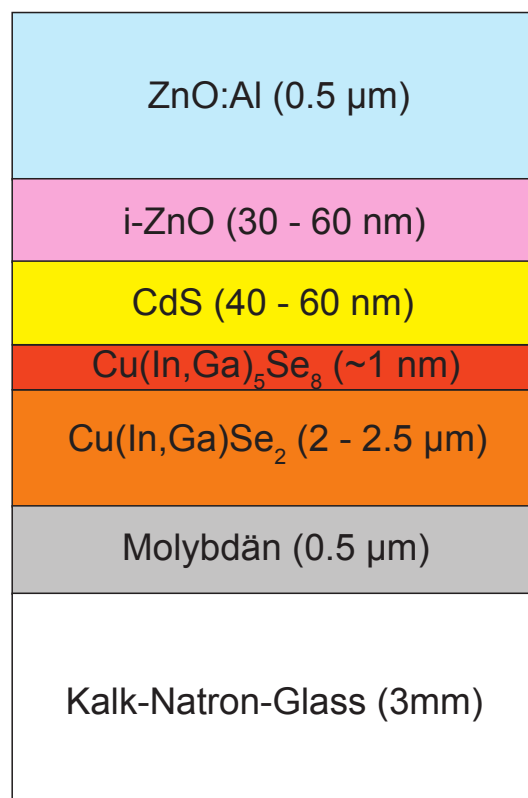 ZnO:Al (0.5 µm)
i-ZnO (30 - 60 nm)
CdS (40 - 60 nm)
Cu(In,Ga)₅Se₈ (~1 nm)
Cu(In,Ga)Se₂ (2 - 2.5 µm)
Molybdän (0.5 µm)
Kalk-Natron-Glass (3mm)